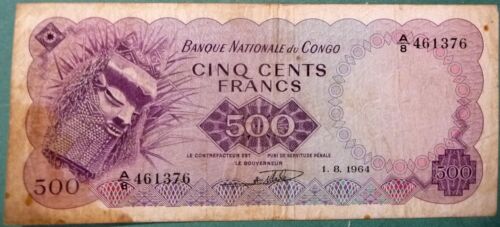 BANQUE NATIONALE DU CONGO
A/8 461376
CINQ CENTS
FRANCS
500
LE CONTREFACTEUR EST PUNI DE SERVITUDE PÉNALE
LE GOUVERNEUR
A/8 461376
1.8.1964
500
500